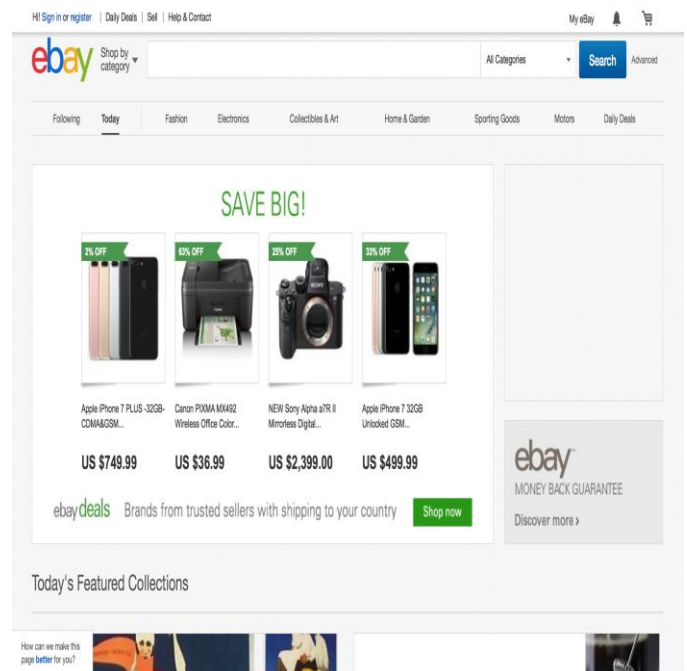 Hi! Sign in or register | Daily Deals | Sell | Help & Contact
My eBay
ebay
Shop by
category
All Categories
Search
Advanced
Following
Today
Fashion
Electronics
Collectibles & Art
Home & Garden
Sporting Goods
Motors
Daily Deals
SAVE BIG!
2% OFF
63% OFF
25% OFF
33% OFF
Canon
SONY
Apple iPhone 7 PLUS -32GB-
CDMA&GSM...
Canon PIXMA MX492
Wireless Office Color...
NEW Sony Alpha a7R II
Mirrorless Digital...
Apple iPhone 7 32GB
Unlocked GSM...
US $749.99
US $36.99
US $2,399.00
US $499.99
ebay deals
Brands from trusted sellers with shipping to your country
Shop now
ebay™
MONEY BACK GUARANTEE
Discover more >
Today's Featured Collections
How can we make this
page better for you?